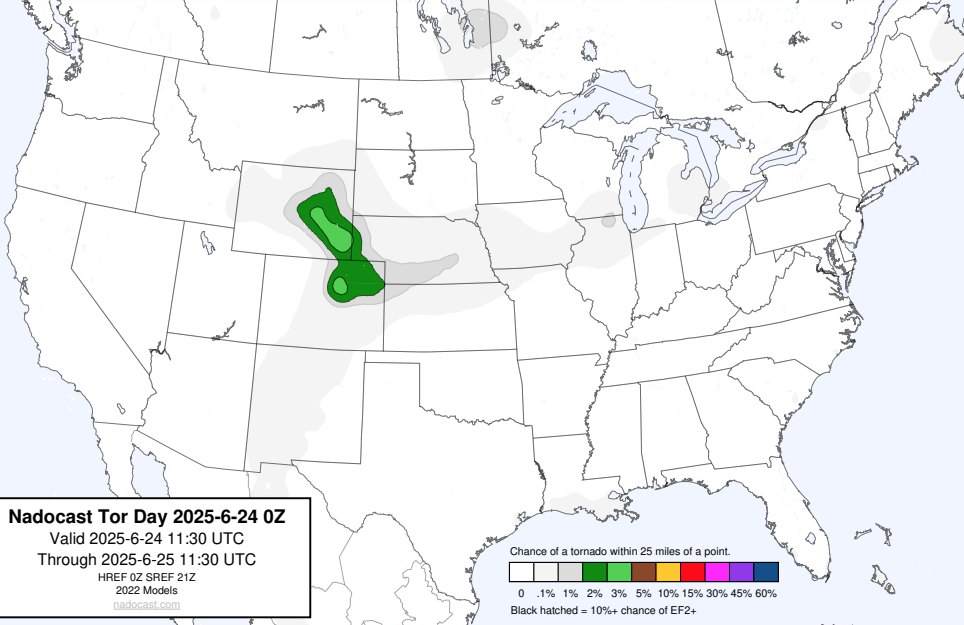 Nadocast Tor Day 2025-6-24 0Z
Valid 2025-6-24 11:30 UTC
Through 2025-6-25 11:30 UTC
HREF 0Z SREF 21Z
2022 Models
nadocast.com
Chance of a tornado within 25 miles of a point.
0 .1% 1% 2% 3% 5% 10% 15% 30% 45% 60%
Black hatched = 10%+ chance of EF2+